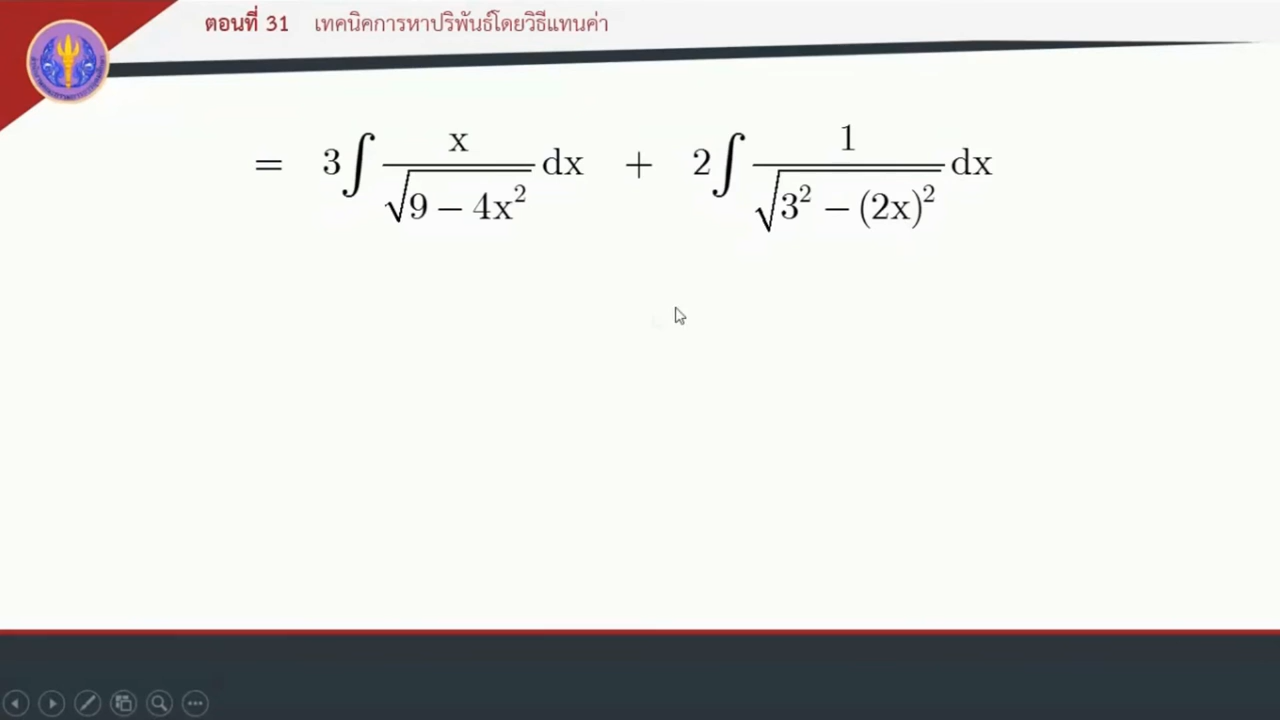 ตอนที่ 31 เทคนิคการหาปริพันธ์โดยวิธีแทนค่า
= 3∫ x/√(9 − 4x²) dx + 2∫ 1/√(3² − (2x)²) dx